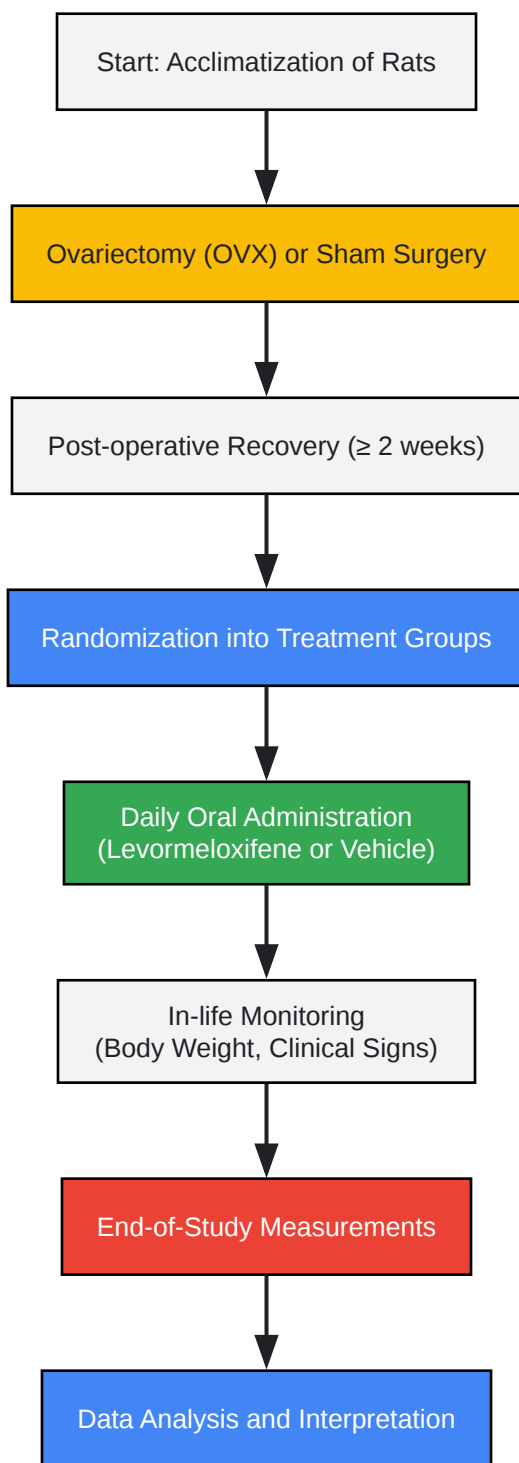 Start: Acclimatization of Rats
Ovariectomy (OVX) or Sham Surgery
Post-operative Recovery (≥ 2 weeks)
Randomization into Treatment Groups
Daily Oral Administration
(Levormeloxifene or Vehicle)
In-life Monitoring
(Body Weight, Clinical Signs)
End-of-Study Measurements
Data Analysis and Interpretation